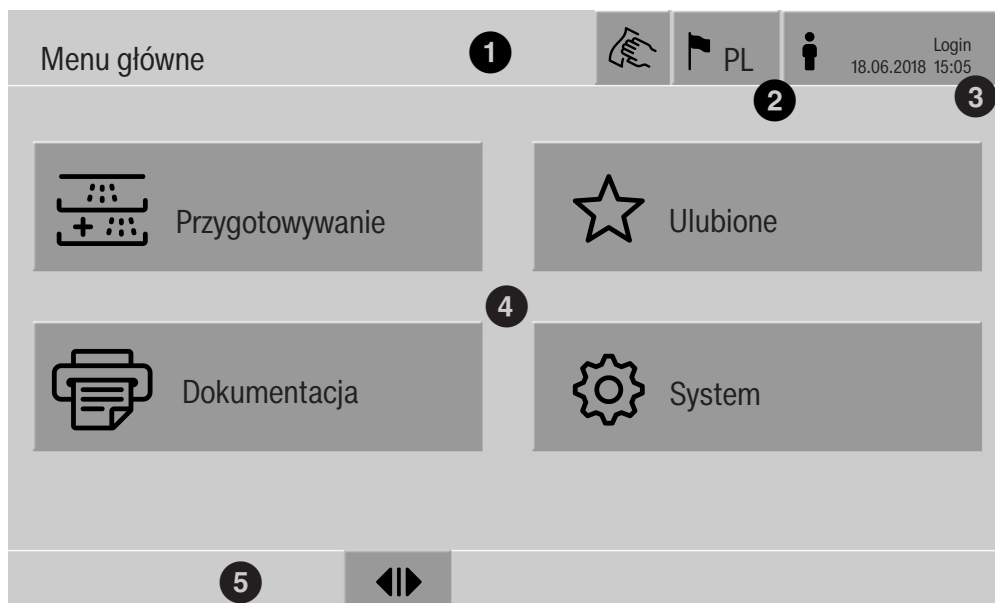 Menu główne
1
PL
Login
18.06.2018 15:05
2
3
Przygotowywanie
Ulubione
4
Dokumentacja
System
5